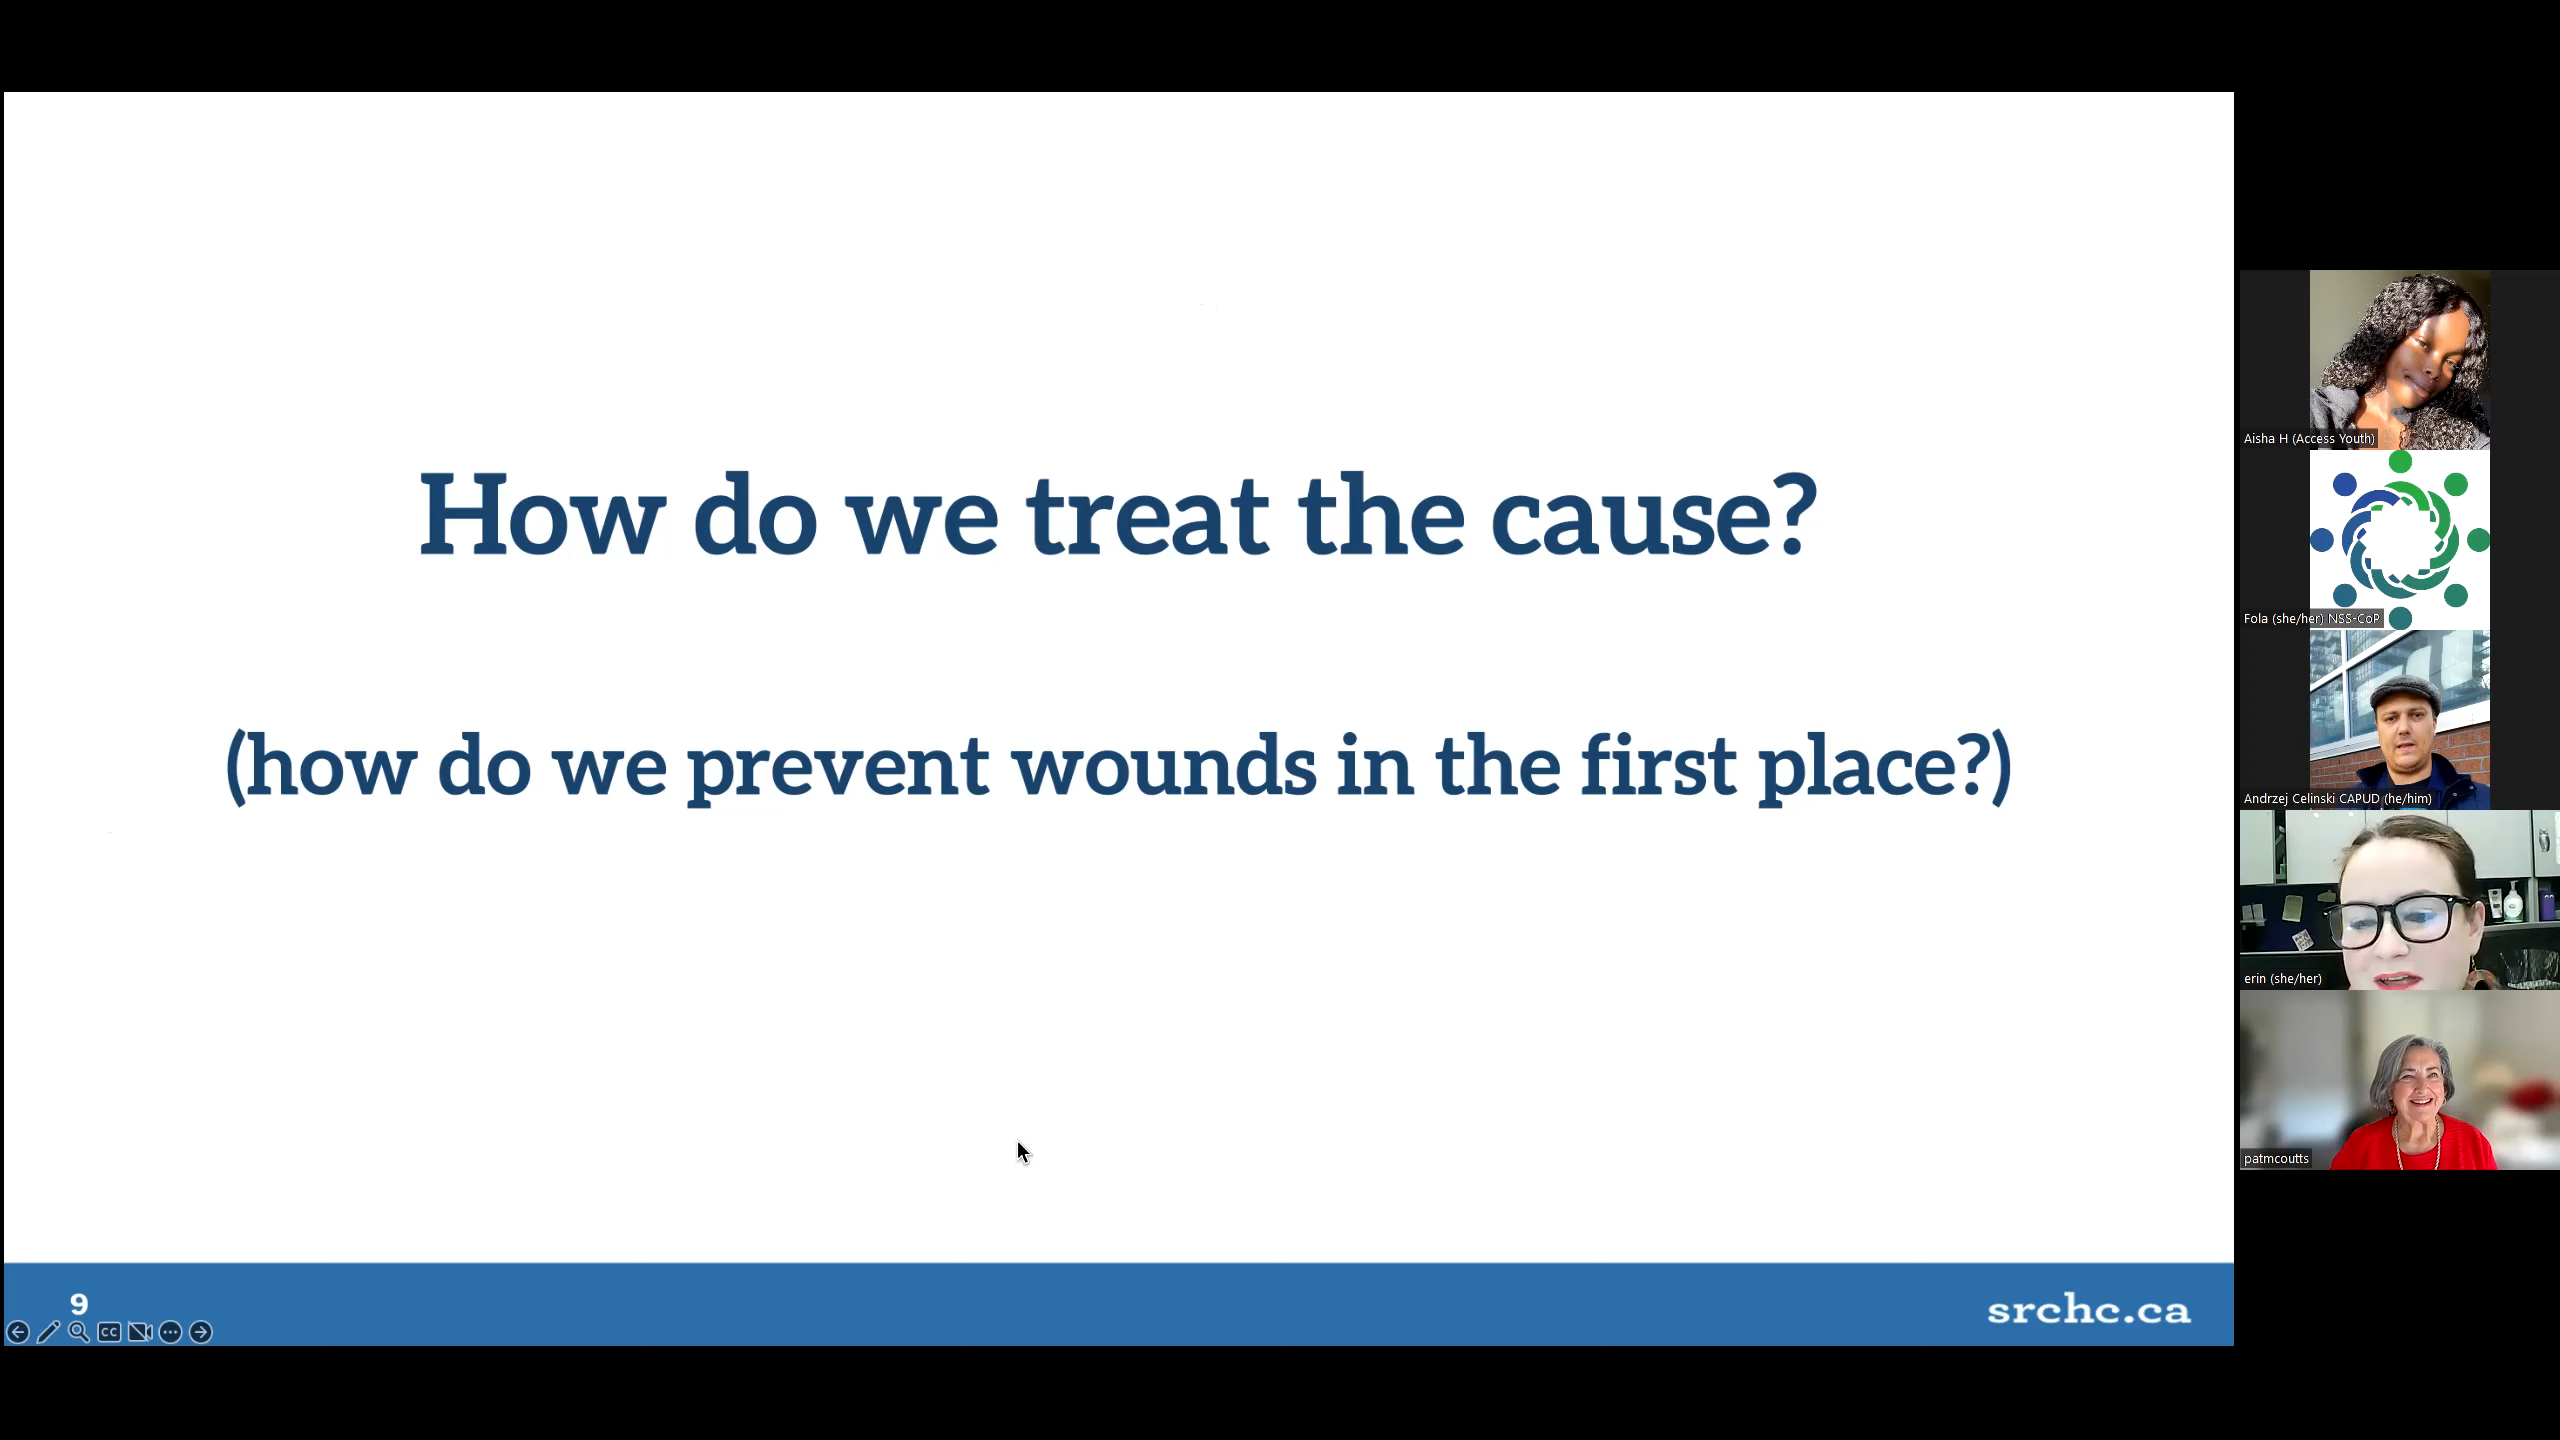 How do we treat the cause?
(how do we prevent wounds in the first place?)
9
CC
srchc.ca
Aisha H (Access Youth)
Fola (she/her) NSS-CoP
Andrzej Celinski CAPUD (he/him)
erin (she/her)
patmcoutts